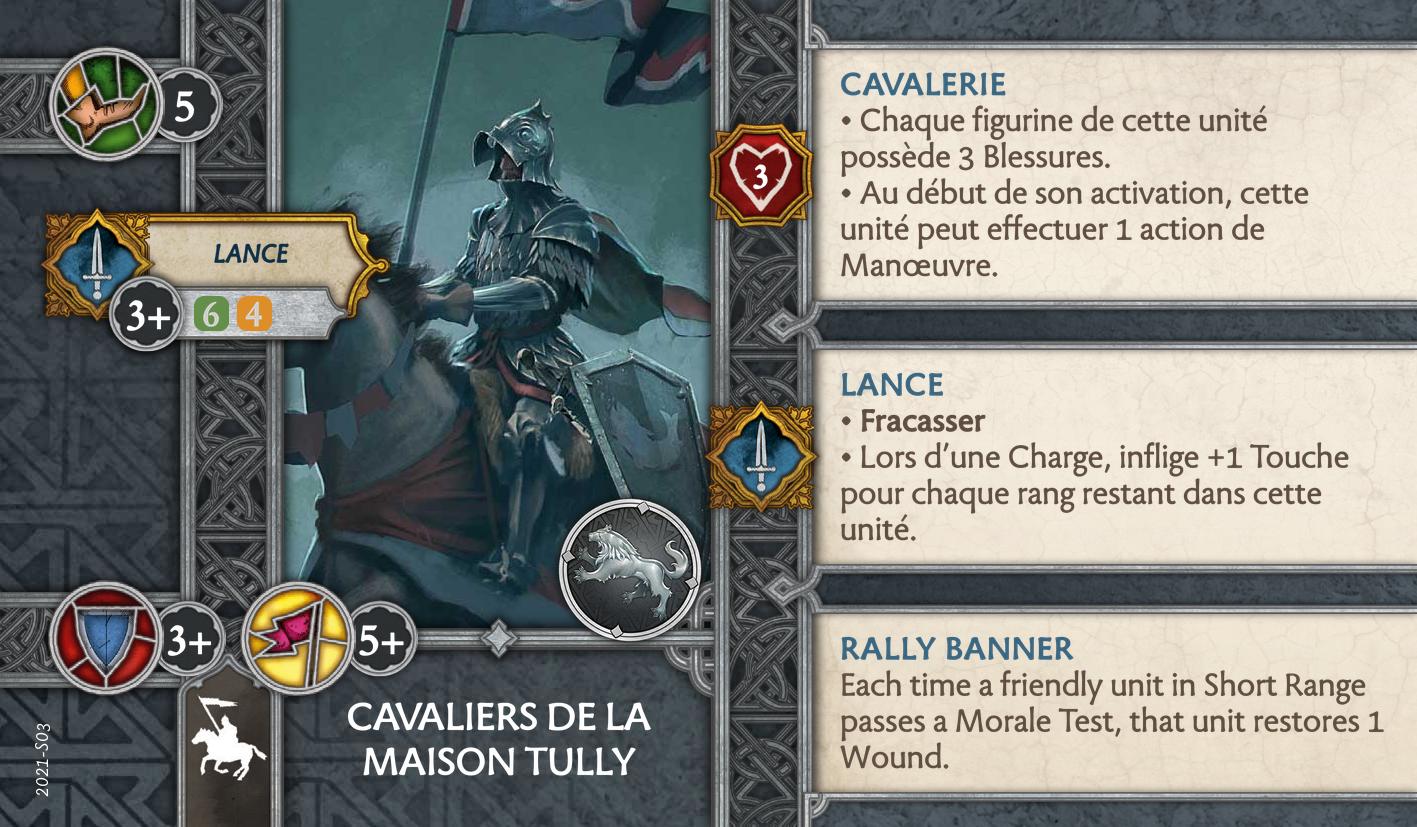 5
LANCE
3+
6 4
3+
5+
CAVALIERS DE LA
MAISON TULLY
2021-S03
3
CAVALERIE
• Chaque figurine de cette unité
possède 3 Blessures.
• Au début de son activation, cette
unité peut effectuer 1 action de
Manœuvre.
LANCE
• Fracasser
• Lors d’une Charge, inflige +1 Touche
pour chaque rang restant dans cette
unité.
RALLY BANNER
Each time a friendly unit in Short Range
passes a Morale Test, that unit restores 1
Wound.